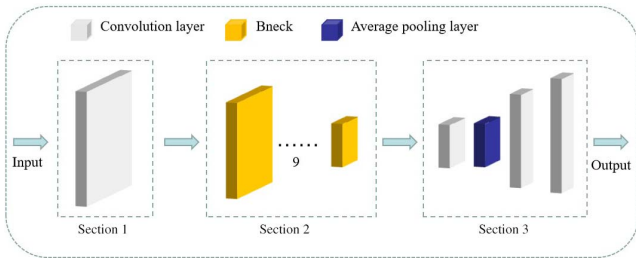 Convolution layer
Bneck
Average pooling layer
Input
......
9
Output
Section 1
Section 2
Section 3